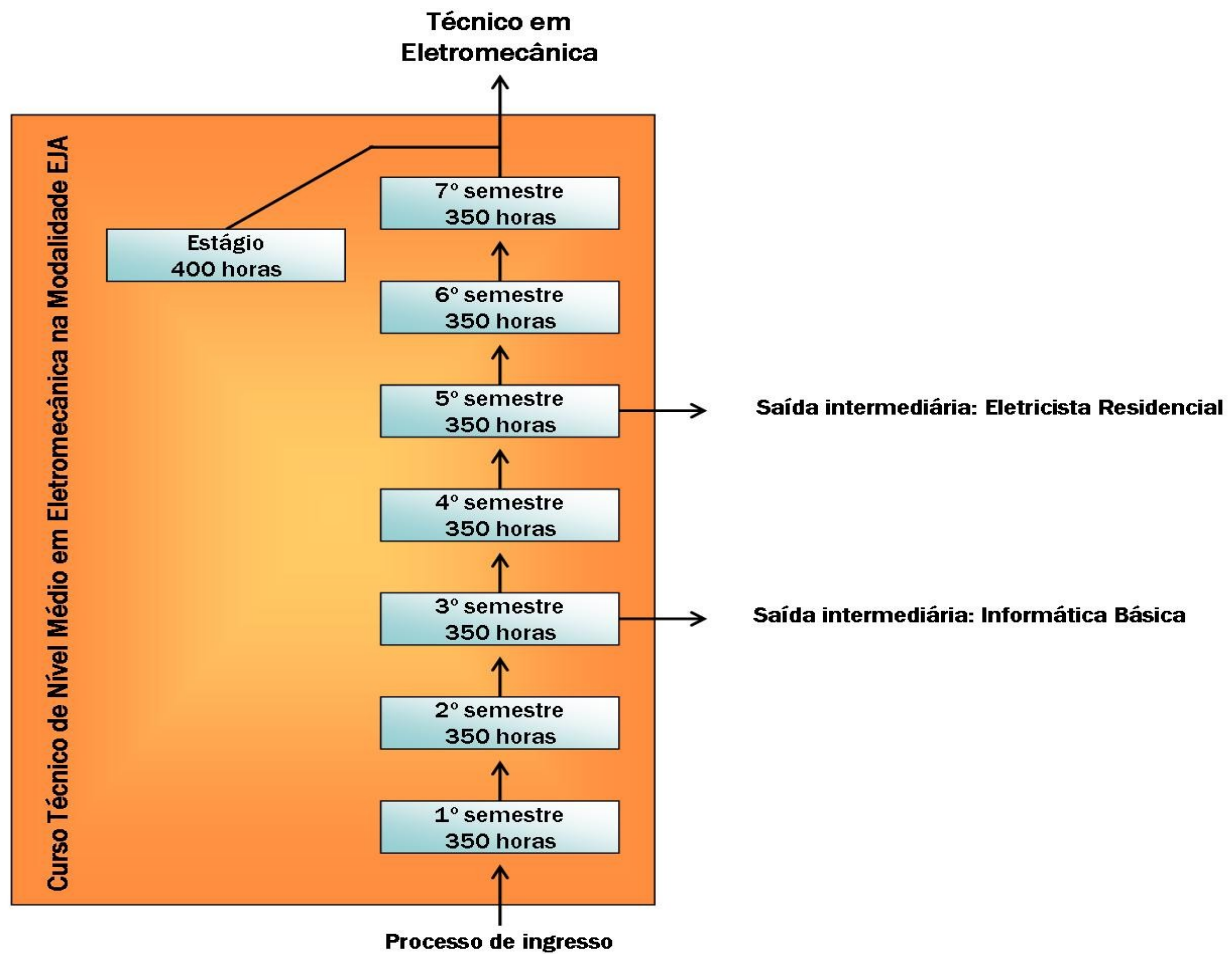 Técnico em
Eletromecânica
Curso Técnico de Nível Médio em Eletromecânica na Modalidade EJA
7º semestre
350 horas
Estágio
400 horas
6º semestre
350 horas
5º semestre
350 horas
Saída intermediária: Eletricista Residencial
4º semestre
350 horas
3º semestre
350 horas
Saída intermediária: Informática Básica
2º semestre
350 horas
1º semestre
350 horas
Processo de ingresso